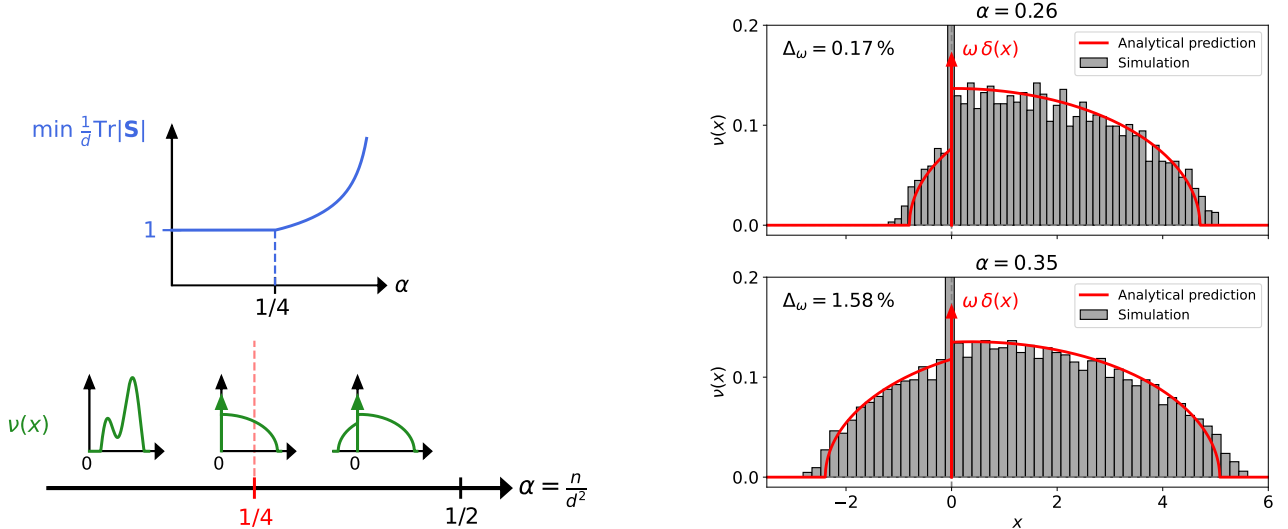 min 1/d Tr|S|
1
α
1/4
ν(x)
0
0
0
α = n/d²
1/4
1/2
α = 0.26
0.2
Δω = 0.17 %
ω δ(x)
Analytical prediction
Simulation
ν(x)
0.1
0.0
α = 0.35
0.2
Δω = 1.58 %
ω δ(x)
Analytical prediction
Simulation
ν(x)
0.1
0.0
−2 0 2 4 6
x